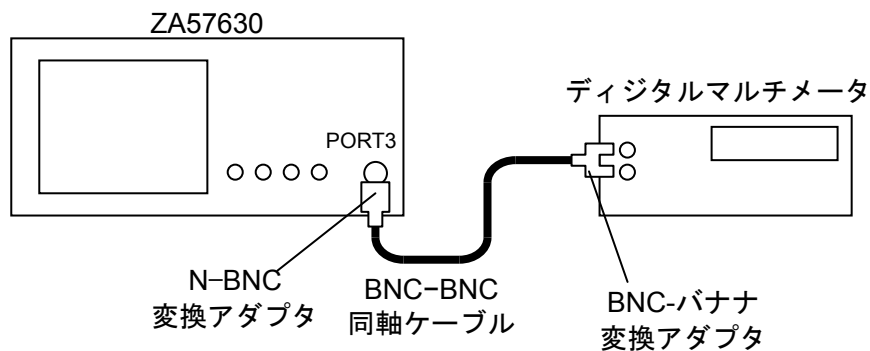 ZA57630
ディジタルマルチメータ
PORT3
N−BNC
変換アダプタ
BNC−BNC
同軸ケーブル
BNC-バナナ
変換アダプタ